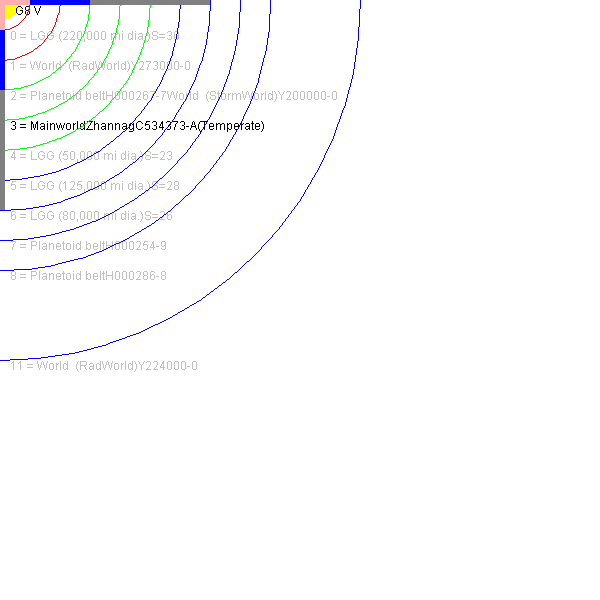 G8 V
0 = LGG (220,000 mi dia.)S=30
1 = World  (RadWorld)Y273000-0
2 = Planetoid beltH000267-7World  (StormWorld)Y200000-0
3 = MainworldZhannagC534373-A(Temperate)
4 = LGG (50,000 mi dia.)S=23
5 = LGG (125,000 mi dia.)S=28
6 = LGG (80,000 mi dia.)S=26
7 = Planetoid beltH000254-9
8 = Planetoid beltH000286-8
11 = World  (RadWorld)Y224000-0